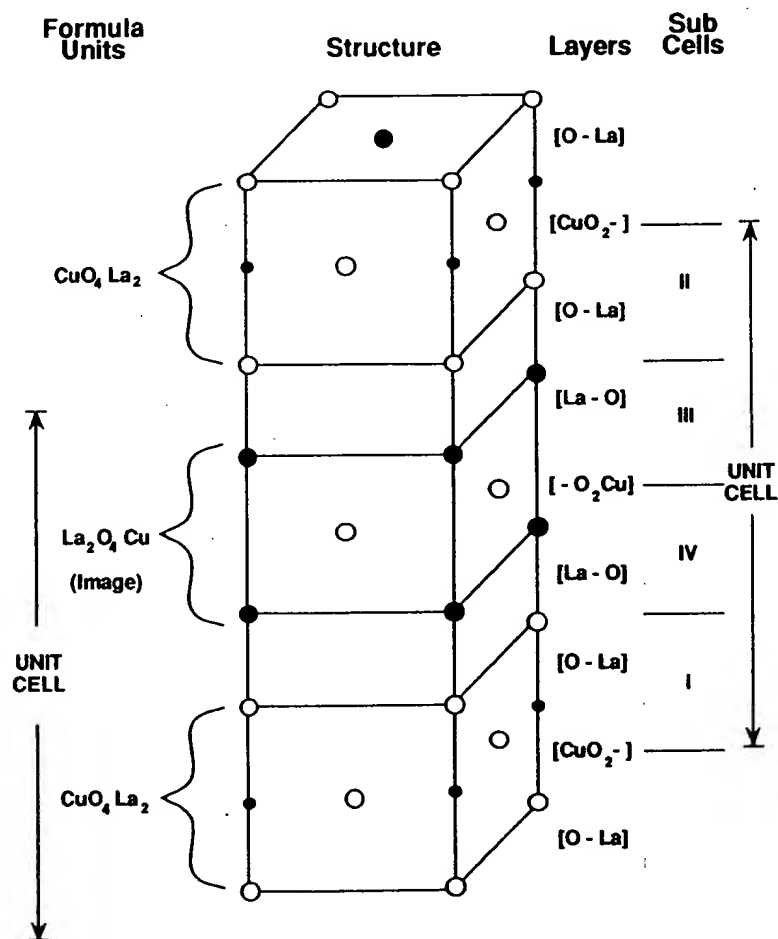 Formula
Units
Structure
Layers
Sub
Cells
[O - La]
[CuO₂- ]
CuO₄ La₂
II
[O - La]
[La - O]
III
[ - O₂Cu]
UNIT
CELL
La₂O₄ Cu
(Image)
IV
[La - O]
UNIT
CELL
[O - La]
I
[CuO₂- ]
CuO₄ La₂
[O - La]